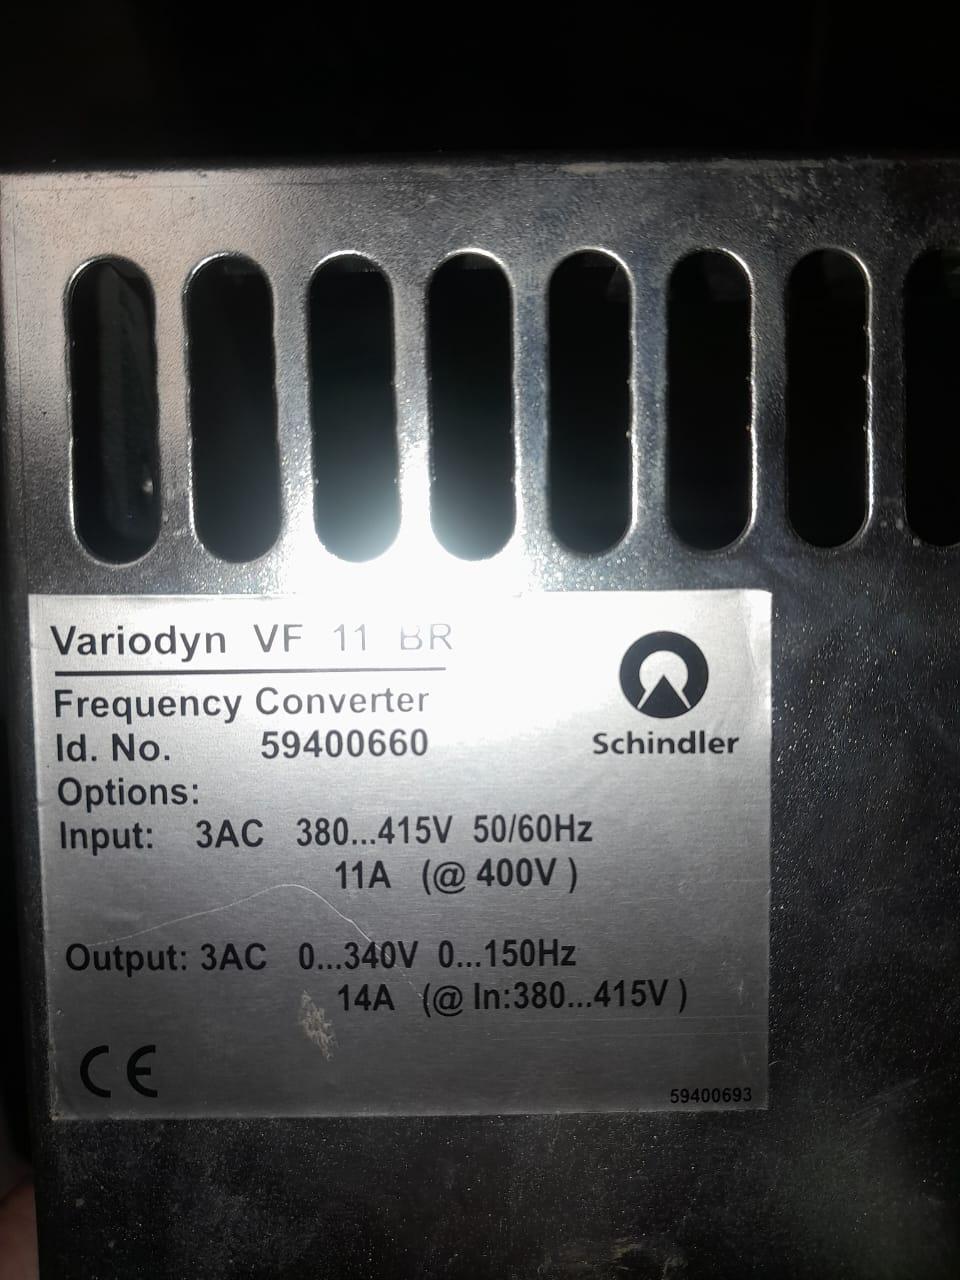 Variodyn VF 11 BR
Frequency Converter
Schindler
Id. No. 59400660
Options:
Input: 3AC 380...415V 50/60Hz
11A (@ 400V )
Output: 3AC 0...340V 0...150Hz
14A (@ In:380...415V )
CE
59400693